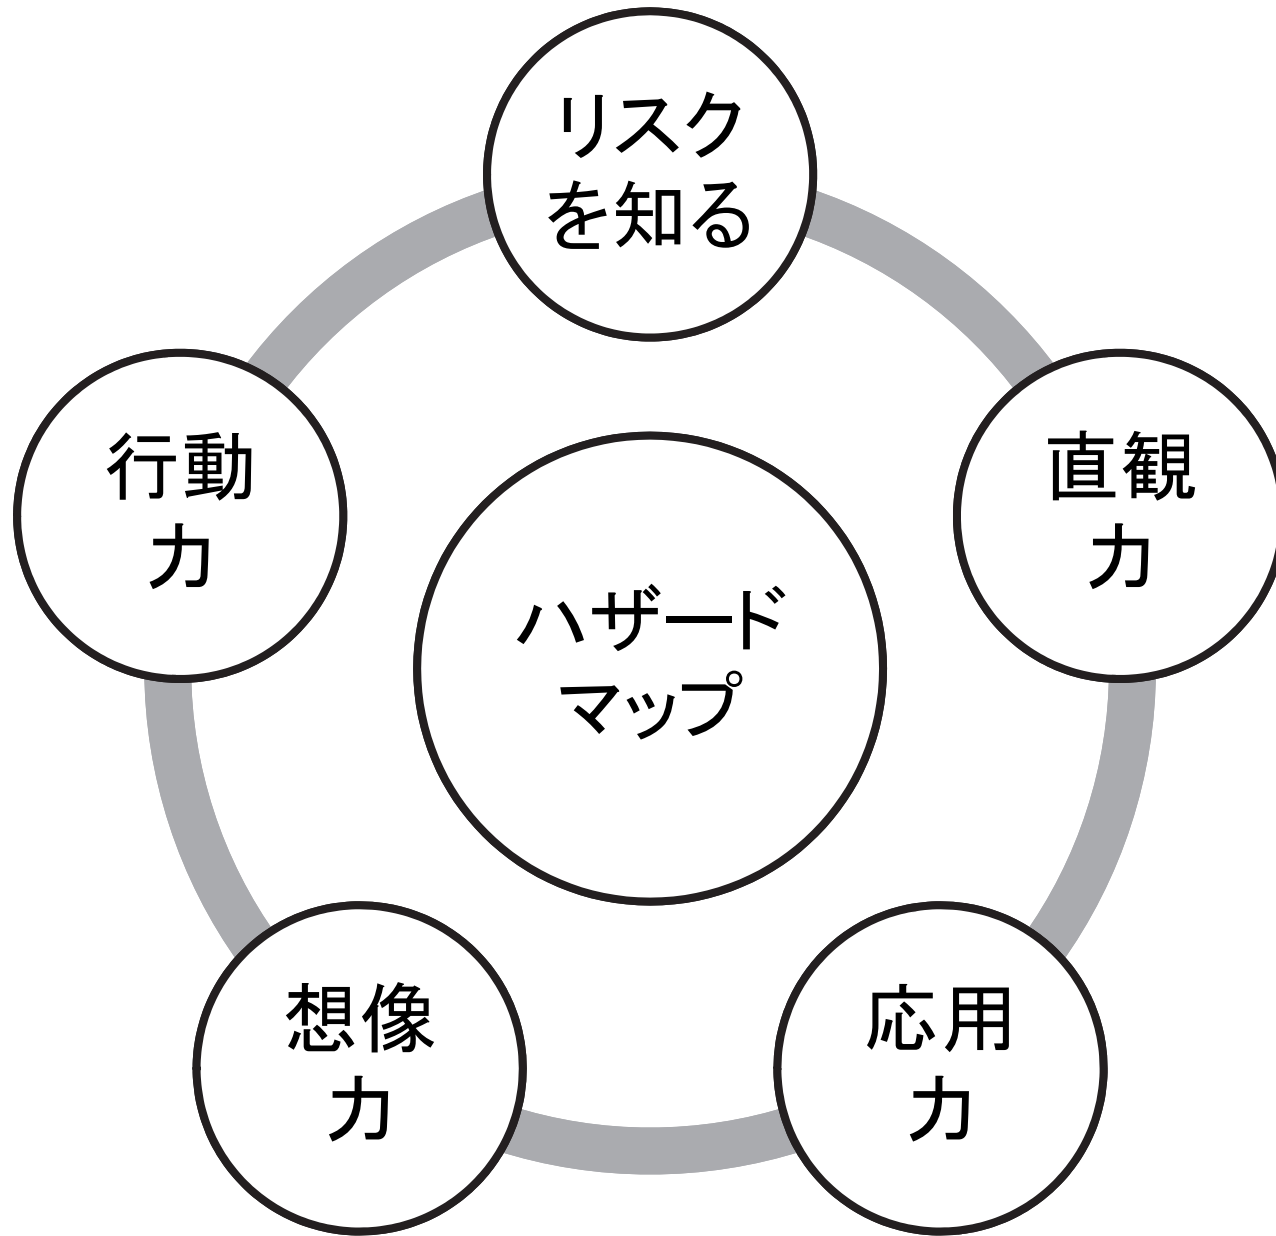 リスク
を知る
行動
力
直観
力
ハザード
マップ
想像
力
応用
力